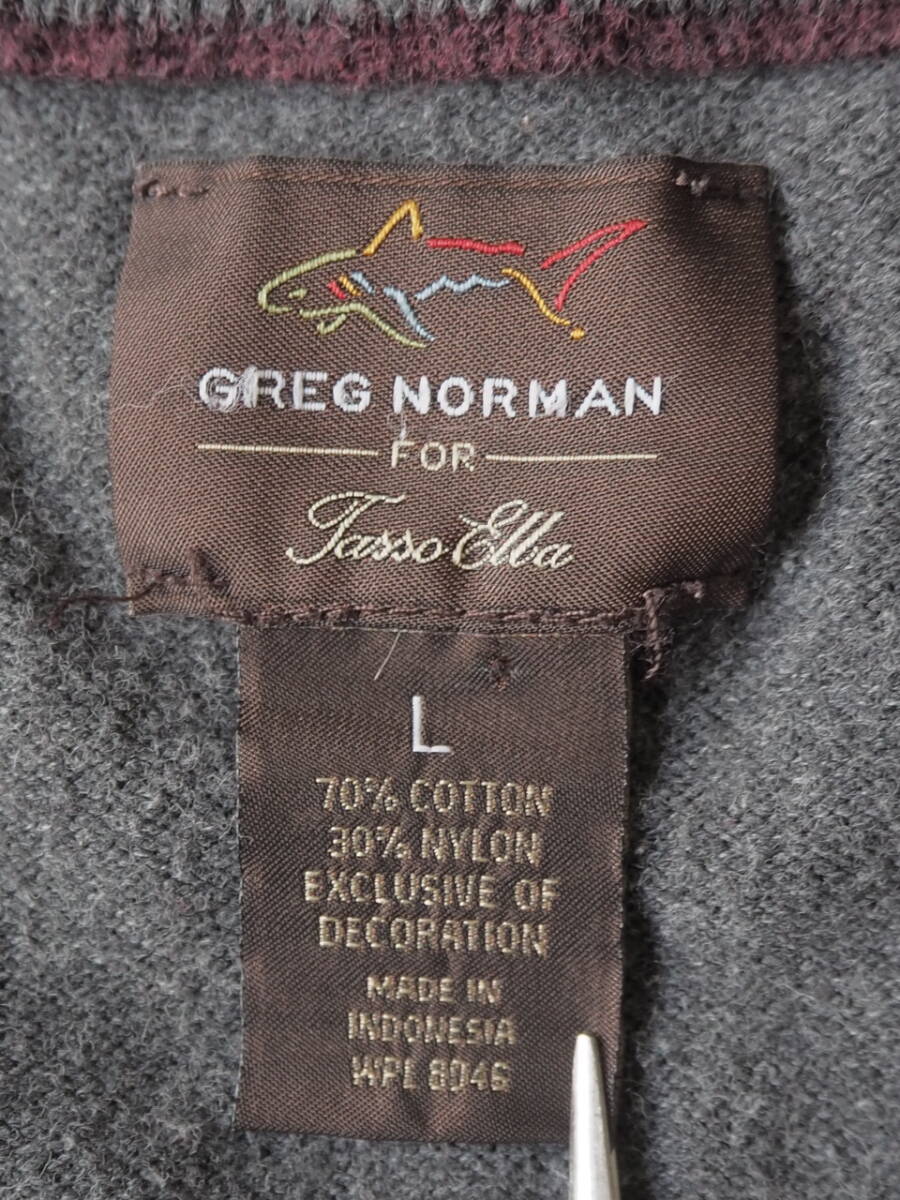 GREG NORMAN
FOR
Tasso Elba
L
70% COTTON
30% NYLON
EXCLUSIVE OF
DECORATION
MADE IN
INDONESIA
WPL 8046